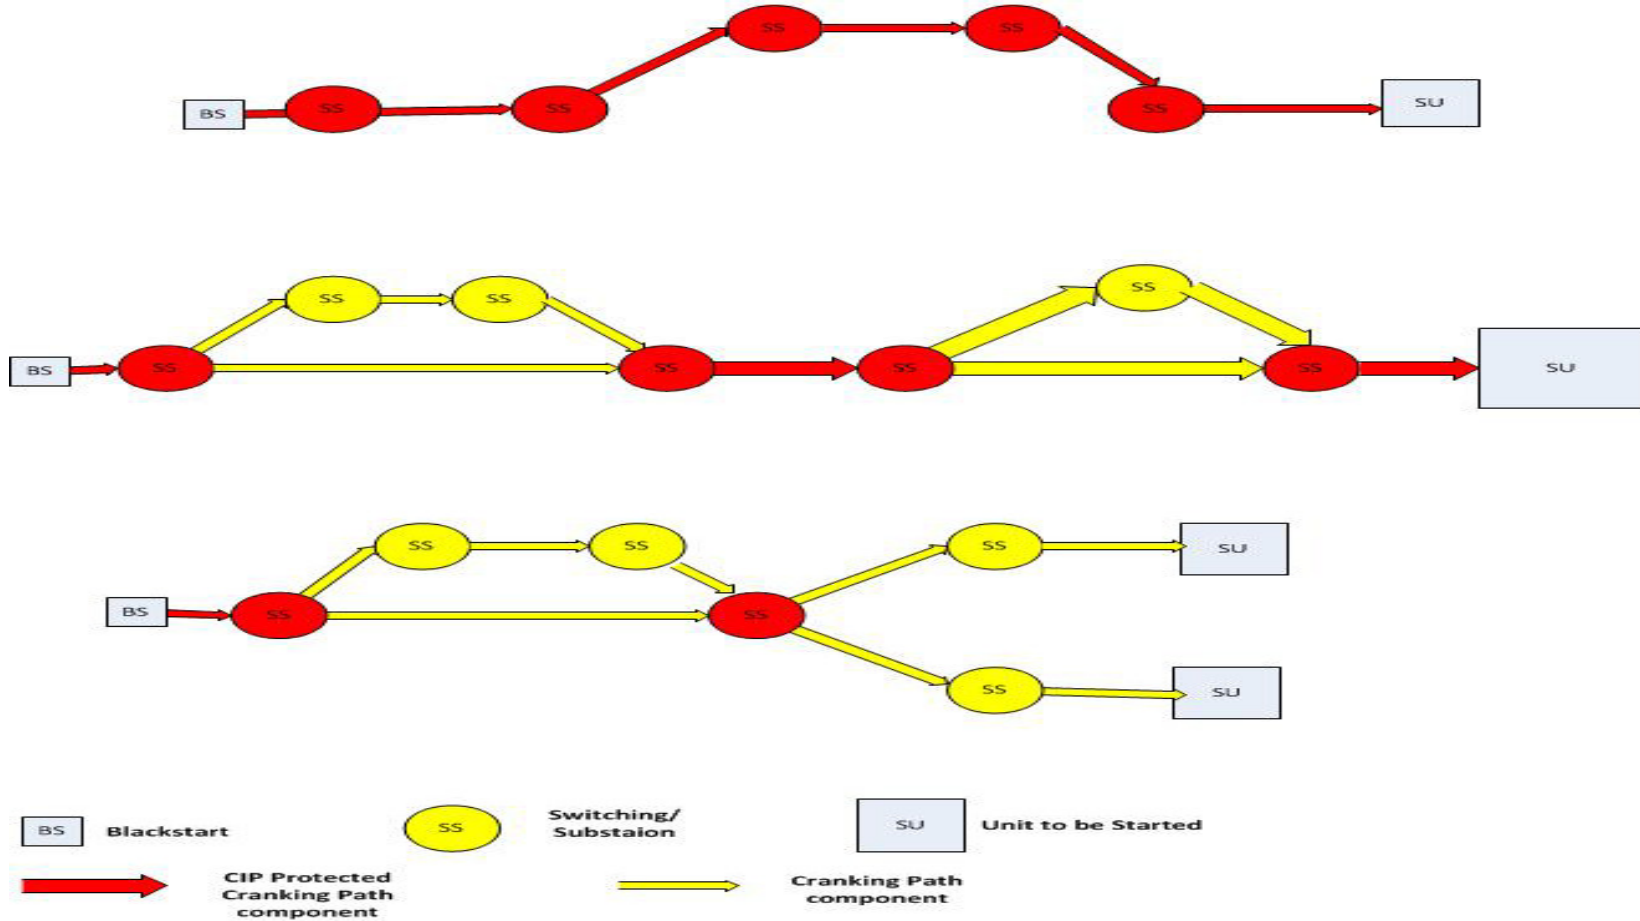 SS SS
BS SS SS SS SU
SS SS SS
BS SS SS SS SS SU
SS SS SS SU
BS SS SS
SS SU
BS Blackstart
SS Switching/
Substaion
SU Unit to be Started
CIP Protected
Cranking Path
component
Cranking Path
component